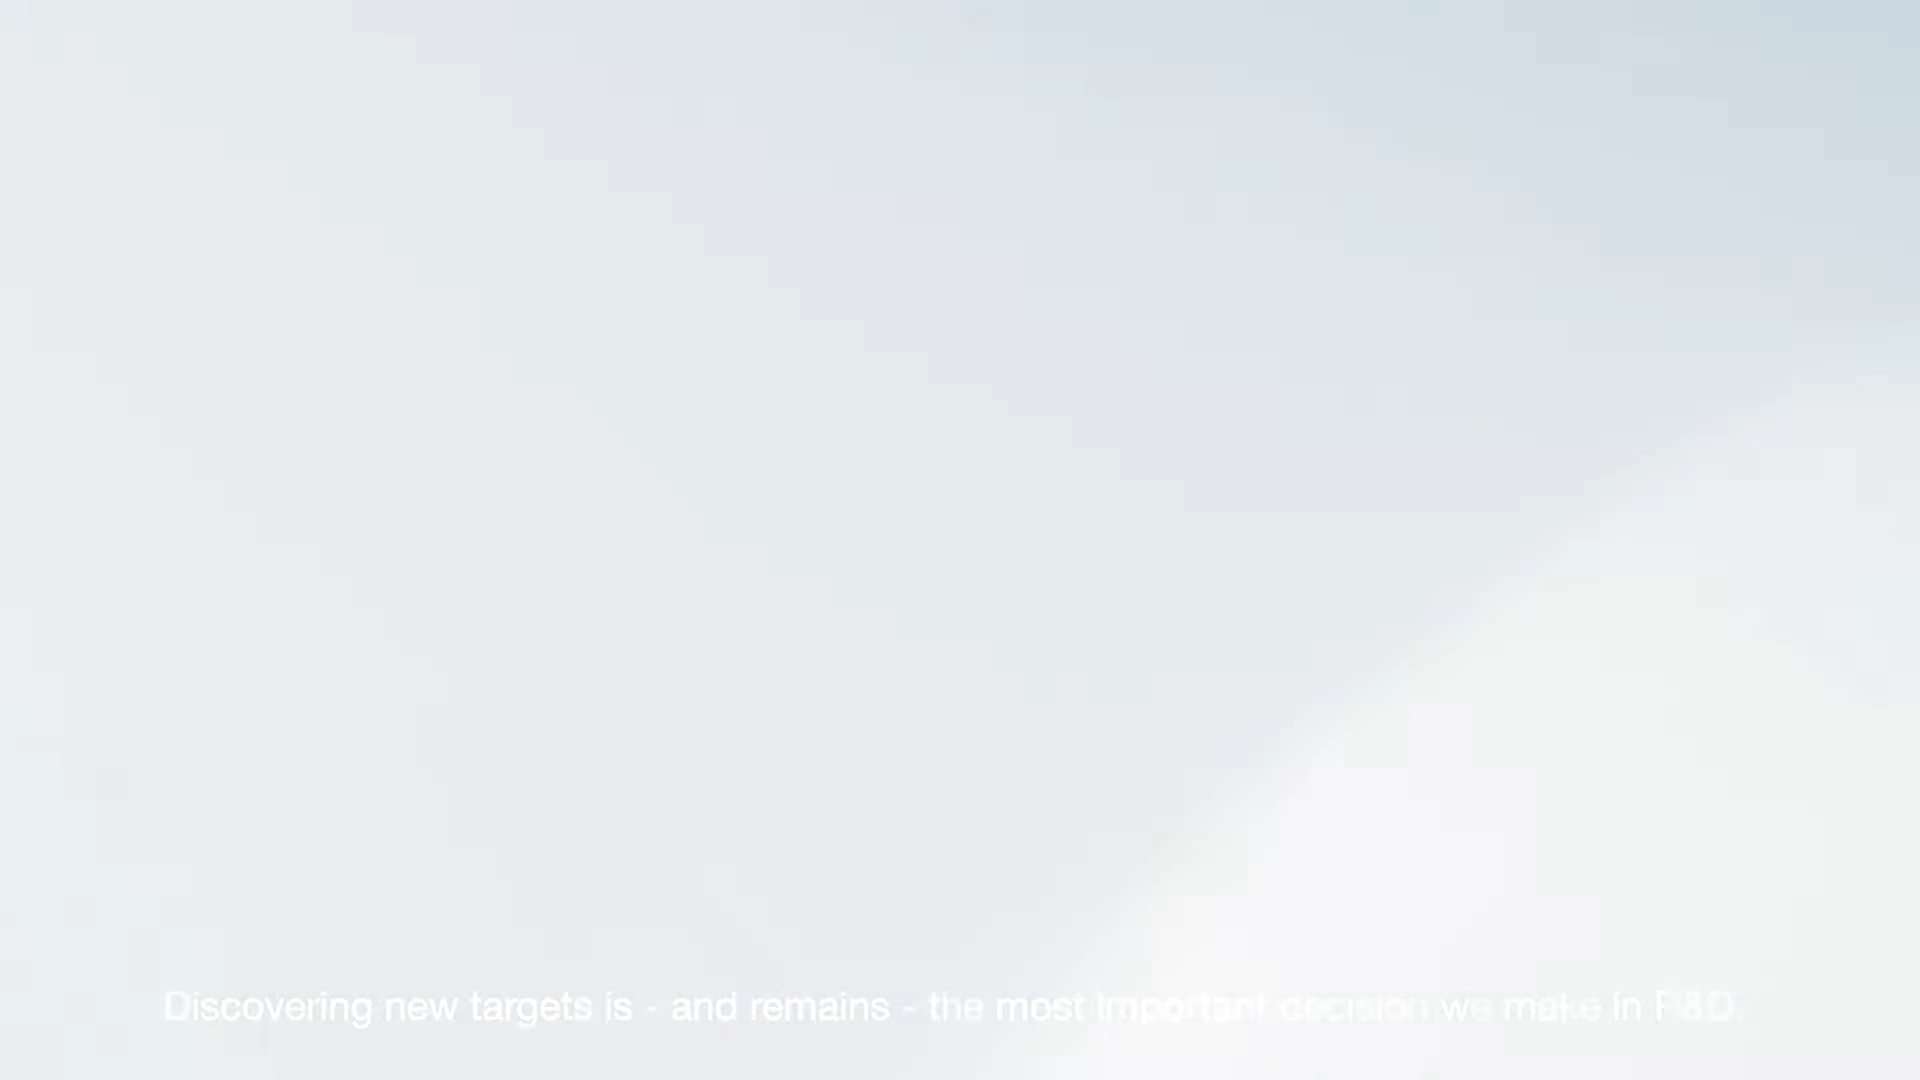 Discovering new targets is - and remains - the most important decision we make in R&D.